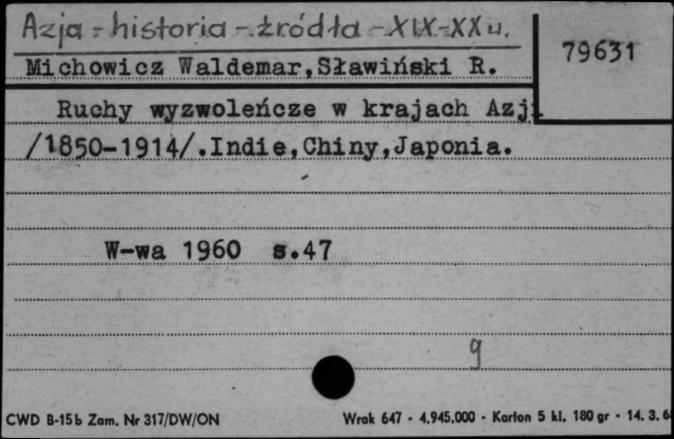 Azja - historia - źródła - XIX-XX w.
79631
Michowicz Waldemar,Sławiński R.
Ruchy wyzwoleńcze w krajach Azji
/1850-1914/.Indie,Chiny,Japonia.
W-wa 1960 s.47
g
CWD B-15b Zam. Nr 317/DW/ON
Wrak 647 - 4.945.000 - Karton 5 kl. 180 gr - 14. 3. 6